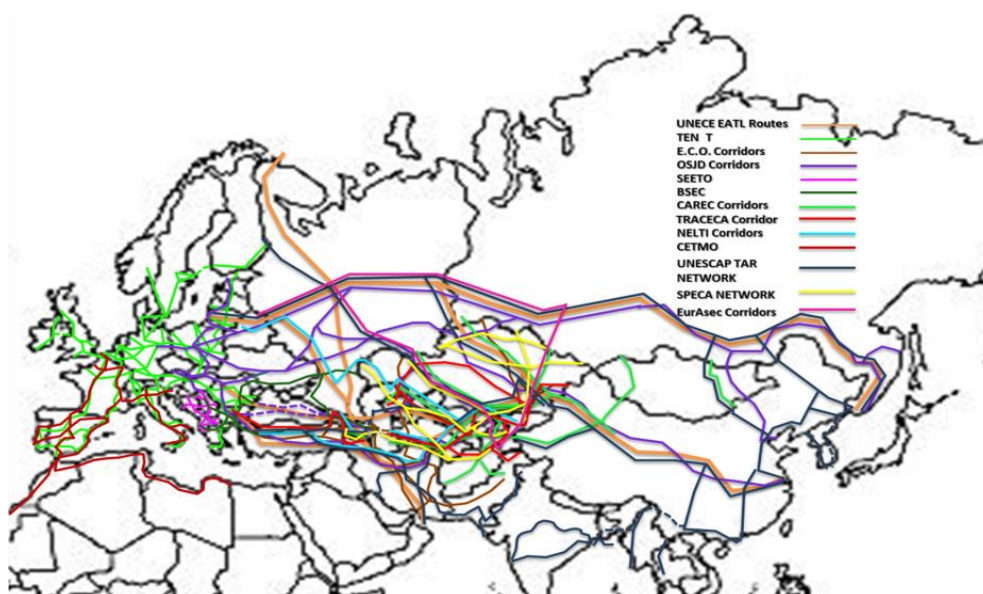 UNECE EATL Routes
TEN T
E.C.O. Corridors
OSJD Corridors
SEETO
BSEC
CAREC Corridors
TRACECA Corridor
NELTI Corridors
CETMO
UNESCAP TAR
NETWORK
SPECA NETWORK
EurAsec Corridors